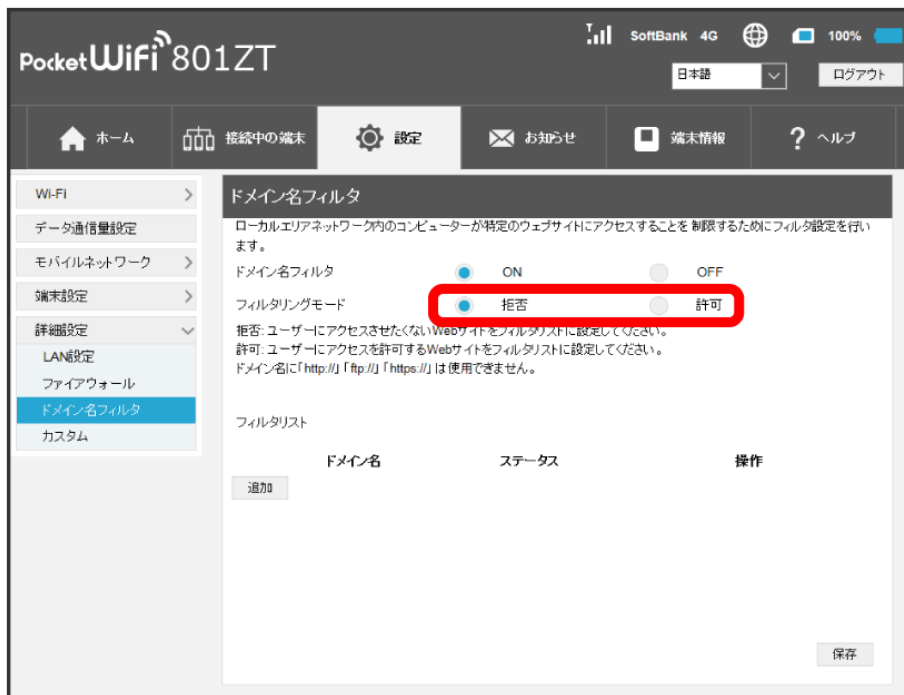 SoftBank 4G 100%
PocketWiFi 801ZT
日本語 ログアウト
ホーム 接続中の端末 設定 お知らせ 端末情報 ? ヘルプ
Wi-Fi
データ通信量設定
モバイルネットワーク
端末設定
詳細設定
LAN設定
ファイアウォール
ドメイン名フィルタ
カスタム
ドメイン名フィルタ
ローカルエリアネットワーク内のコンピューターが特定のウェブサイトにアクセスすることを 制限するためにフィルタ設定を行い
ます。
ドメイン名フィルタ ON OFF
フィルタリングモード 拒否 許可
拒否: ユーザーにアクセスさせたくないWebサイトをフィルタリストに設定してください。
許可: ユーザーにアクセスを許可するWebサイトをフィルタリストに設定してください。
ドメイン名に「http://」「ftp://」「https://」は使用できません。
フィルタリスト
ドメイン名 ステータス 操作
追加
保存